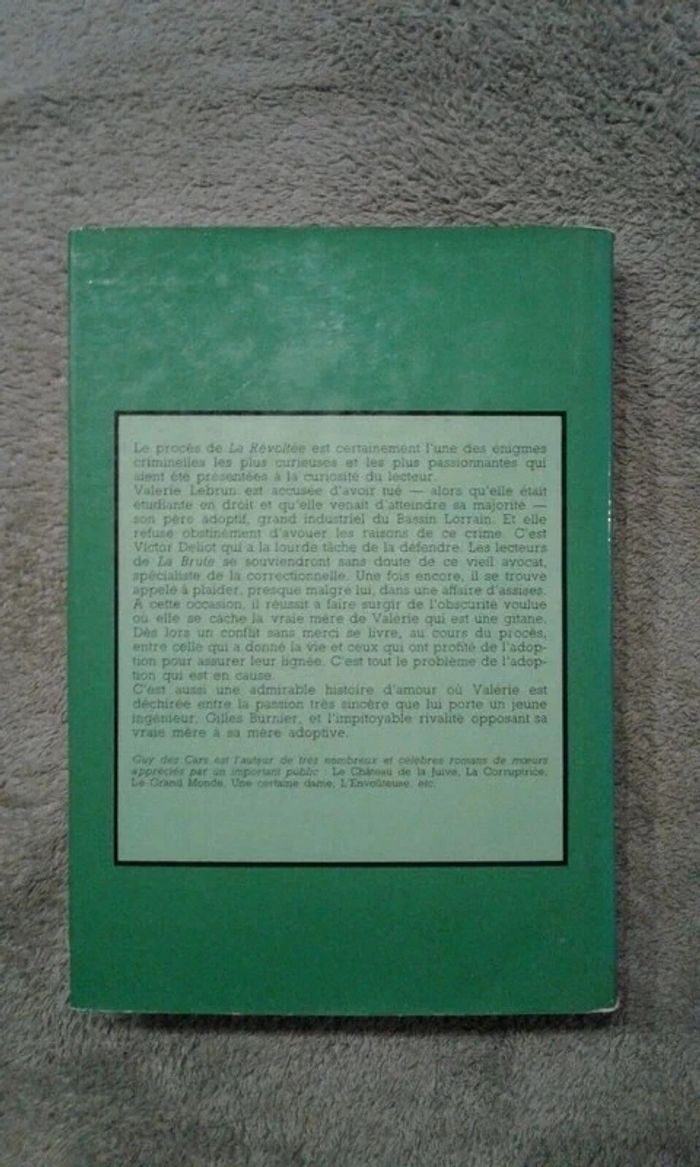 Le procès de La Révoltée est certainement l'une des énigmes
criminelles les plus curieuses et les plus passionnantes qui
aient été présentées à la curiosité du lecteur.
Valérie Lebrun est accusée d'avoir tué — alors qu'elle était
étudiante en droit et qu'elle venait d'atteindre sa majorité —
son père adoptif, grand industriel du Bassin Lorrain. Et elle
refuse obstinément d'avouer les raisons de ce crime. C'est
Victor Deliot qui a la lourde tâche de la défendre. Les lecteurs
de La Brute se souviendront sans doute de ce vieil avocat,
spécialiste de la correctionnelle. Une fois encore, il se trouve
appelé à plaider, presque malgré lui, dans une affaire d'assises.
A cette occasion, il réussit à faire surgir de l'obscurité voulue
où elle se cache la vraie mère de Valérie qui est une gitane.
Dès lors un conflit sans merci se livre, au cours du procès,
entre celle qui a donné la vie et ceux qui ont profité de l'adop-
tion pour assurer leur lignée. C'est tout le problème de l'adop-
tion qui est en cause.
C'est aussi une admirable histoire d'amour où Valérie est
déchirée entre la passion très sincère que lui porte un jeune
ingénieur, Gilles Burnier, et l'impitoyable rivalité opposant sa
vraie mère à sa mère adoptive.
Guy des Cars est l'auteur de très nombreux et célèbres romans de mœurs
appréciés par un important public : Le Château de la Juive, La Corruptrice,
Le Grand Monde, Une certaine dame, L'Envoûteuse, etc.